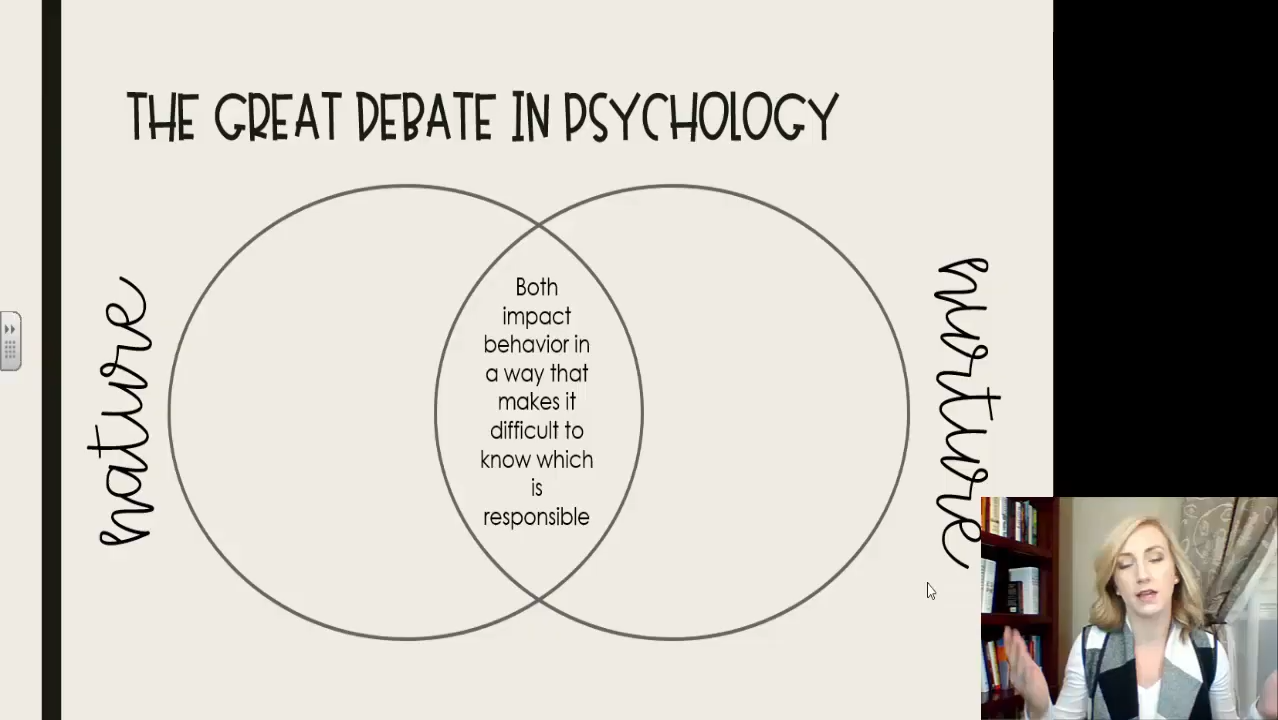 THE GREAT DEBATE IN PSYCHOLOGY
nature
Both
impact
behavior in
a way that
makes it
difficult to
know which
is
responsible
nurture